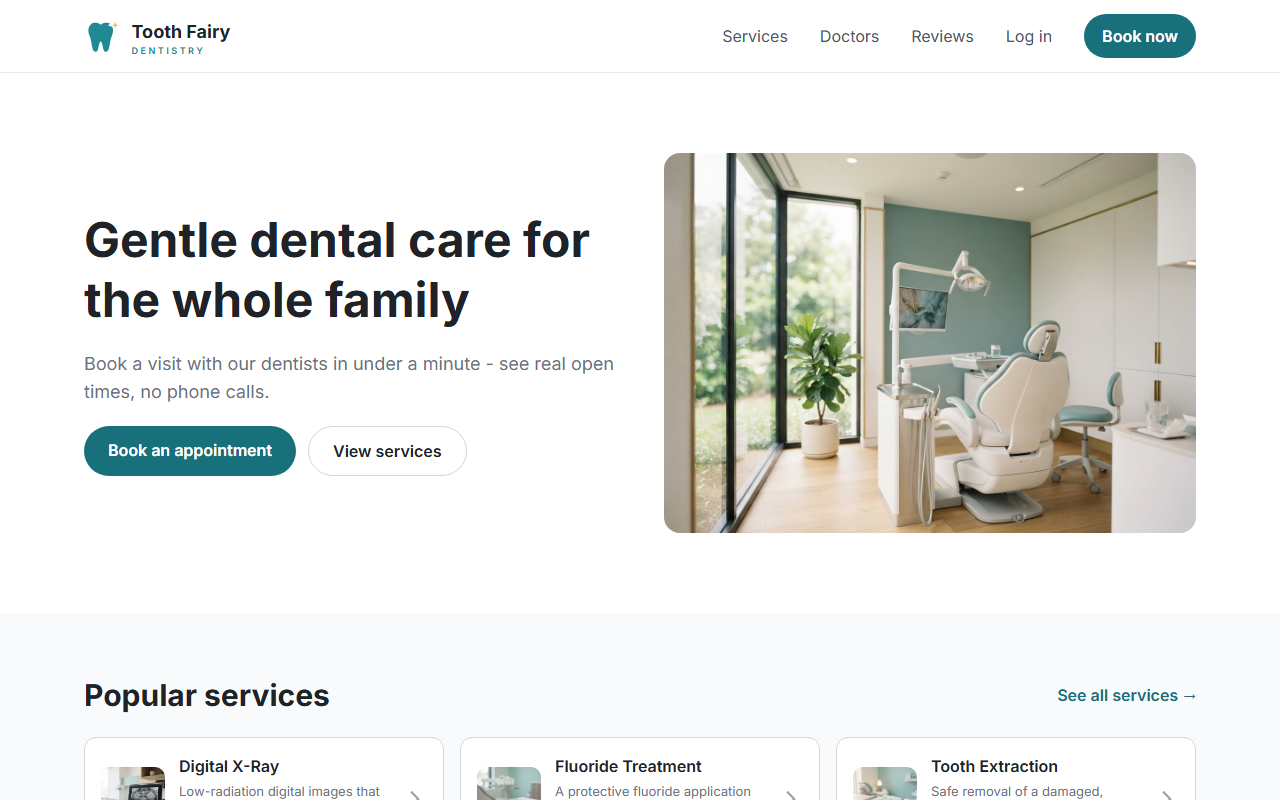 Tooth Fairy
DENTISTRY
Services
Doctors
Reviews
Log in
Book now
Gentle dental care for
the whole family
Book a visit with our dentists in under a minute - see real open
times, no phone calls.
Book an appointment
View services
Popular services
See all services →
Digital X-Ray
Low-radiation digital images that
Fluoride Treatment
A protective fluoride application
Tooth Extraction
Safe removal of a damaged,